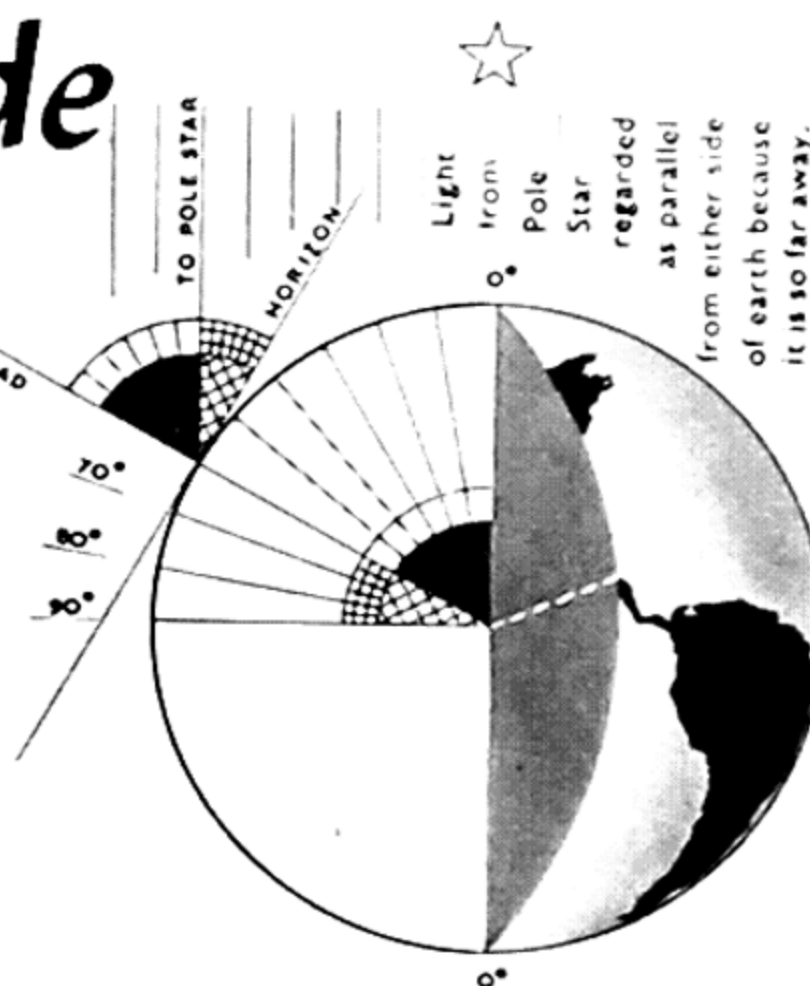 de
TO POLE STAR
HORIZON
Light
from
Pole
Star
regarded
as parallel
from either side
of earth because
it is so far away.
0°
AD
70°
80°
90°
0°